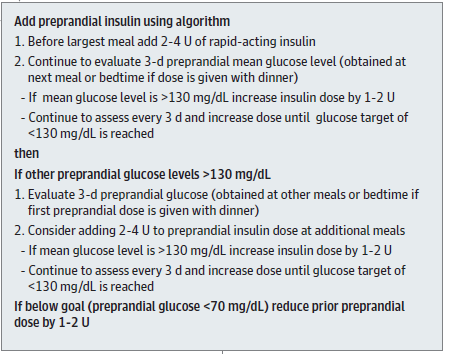 Add preprandial insulin using algorithm
1. Before largest meal add 2-4 U of rapid-acting insulin
2. Continue to evaluate 3-d preprandial mean glucose level (obtained at
next meal or bedtime if dose is given with dinner)
- If mean glucose level is >130 mg/dL increase insulin dose by 1-2 U
- Continue to assess every 3 d and increase dose until glucose target of
<130 mg/dL is reached
then
If other preprandial glucose levels >130 mg/dL
1. Evaluate 3-d preprandial glucose (obtained at other meals or bedtime if
first preprandial dose is given with dinner)
2. Consider adding 2-4 U to preprandial insulin dose at additional meals
- If mean glucose level is >130 mg/dL increase insulin dose by 1-2 U
- Continue to assess every 3 d and increase dose until glucose target of
<130 mg/dL is reached
If below goal (preprandial glucose <70 mg/dL) reduce prior preprandial
dose by 1-2 U